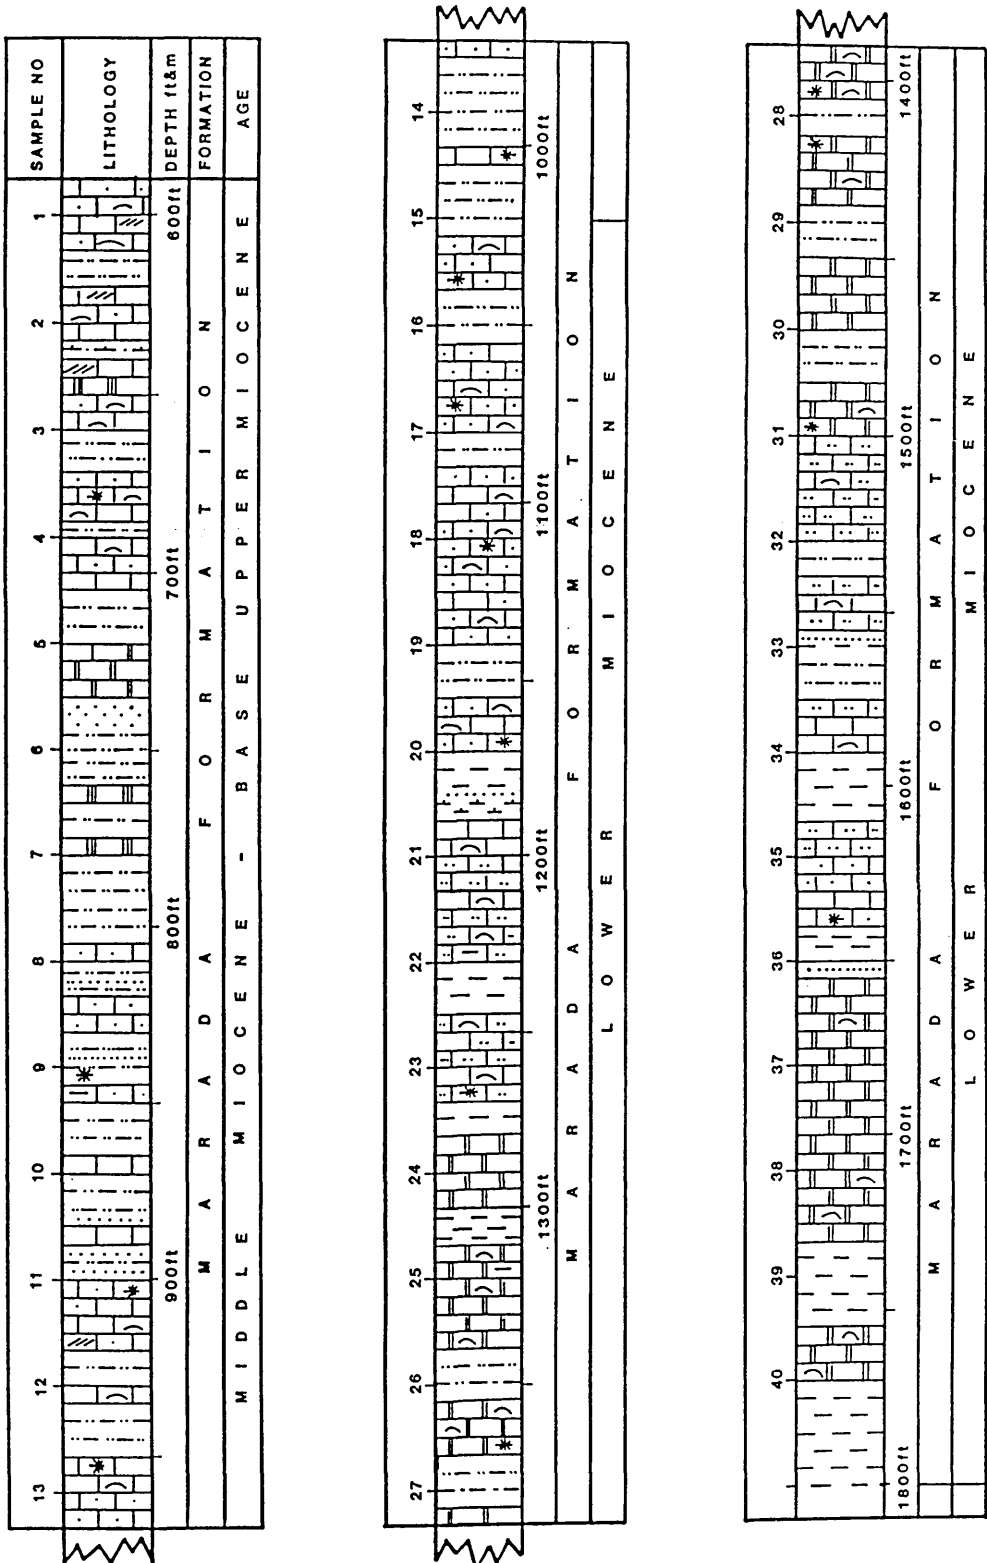 SAMPLE NO
LITHOLOGY
DEPTH ft&m
FORMATION
AGE
1
2
3
4
5
6
7
8
9
10
11
12
13
600ft
700ft
800ft
900ft
MARADA FORMATION
MIDDLE MIOCENE - BASE UPPER MIOCENE
14
15
16
17
18
19
20
21
22
23
24
25
26
27
1000ft
1100ft
1200ft
1300ft
MARADA FORMATION
LOWER MIOCENE
28
29
30
31
32
33
34
35
36
37
38
39
40
1400ft
1500ft
1600ft
1700ft
1800ft
MARADA FORMATION
LOWER MIOCENE